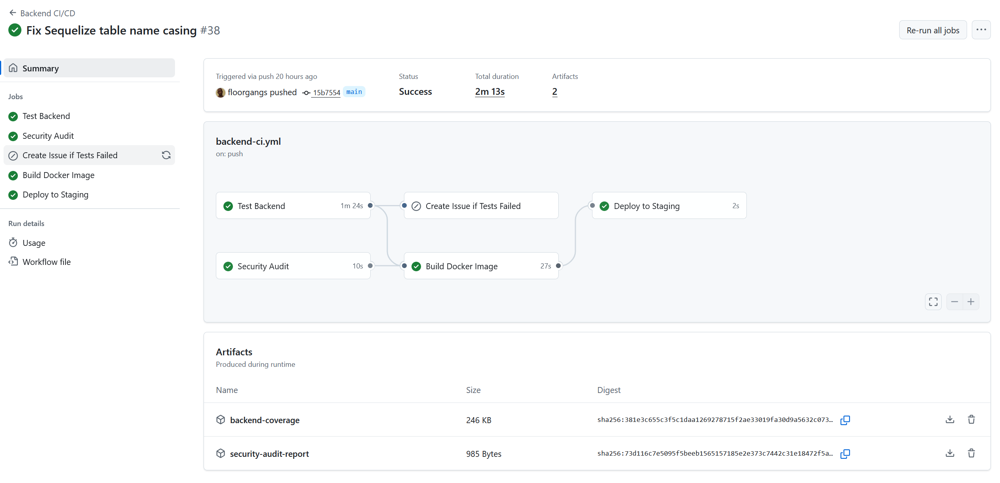 Backend CI/CD
Fix Sequelize table name casing #38
Re-run all jobs
Summary
Jobs
Test Backend
Security Audit
Create Issue if Tests Failed
Build Docker Image
Deploy to Staging
Run details
Usage
Workflow file
Triggered via push 20 hours ago
floorgangs pushed 15b7554 main
Status
Success
Total duration
2m 13s
Artifacts
2
backend-ci.yml
on: push
Test Backend 1m 24s
Create Issue if Tests Failed
Deploy to Staging 2s
Security Audit 10s
Build Docker Image 27s
Artifacts
Produced during runtime
Name Size Digest
backend-coverage 246 KB sha256:381e3c655c3f5c1daa1269278715f2ae33019fa30d9a5632c073…
security-audit-report 985 Bytes sha256:73d116c7e5095f5beeb1565157185e2e373c7442c31e18472f5a…